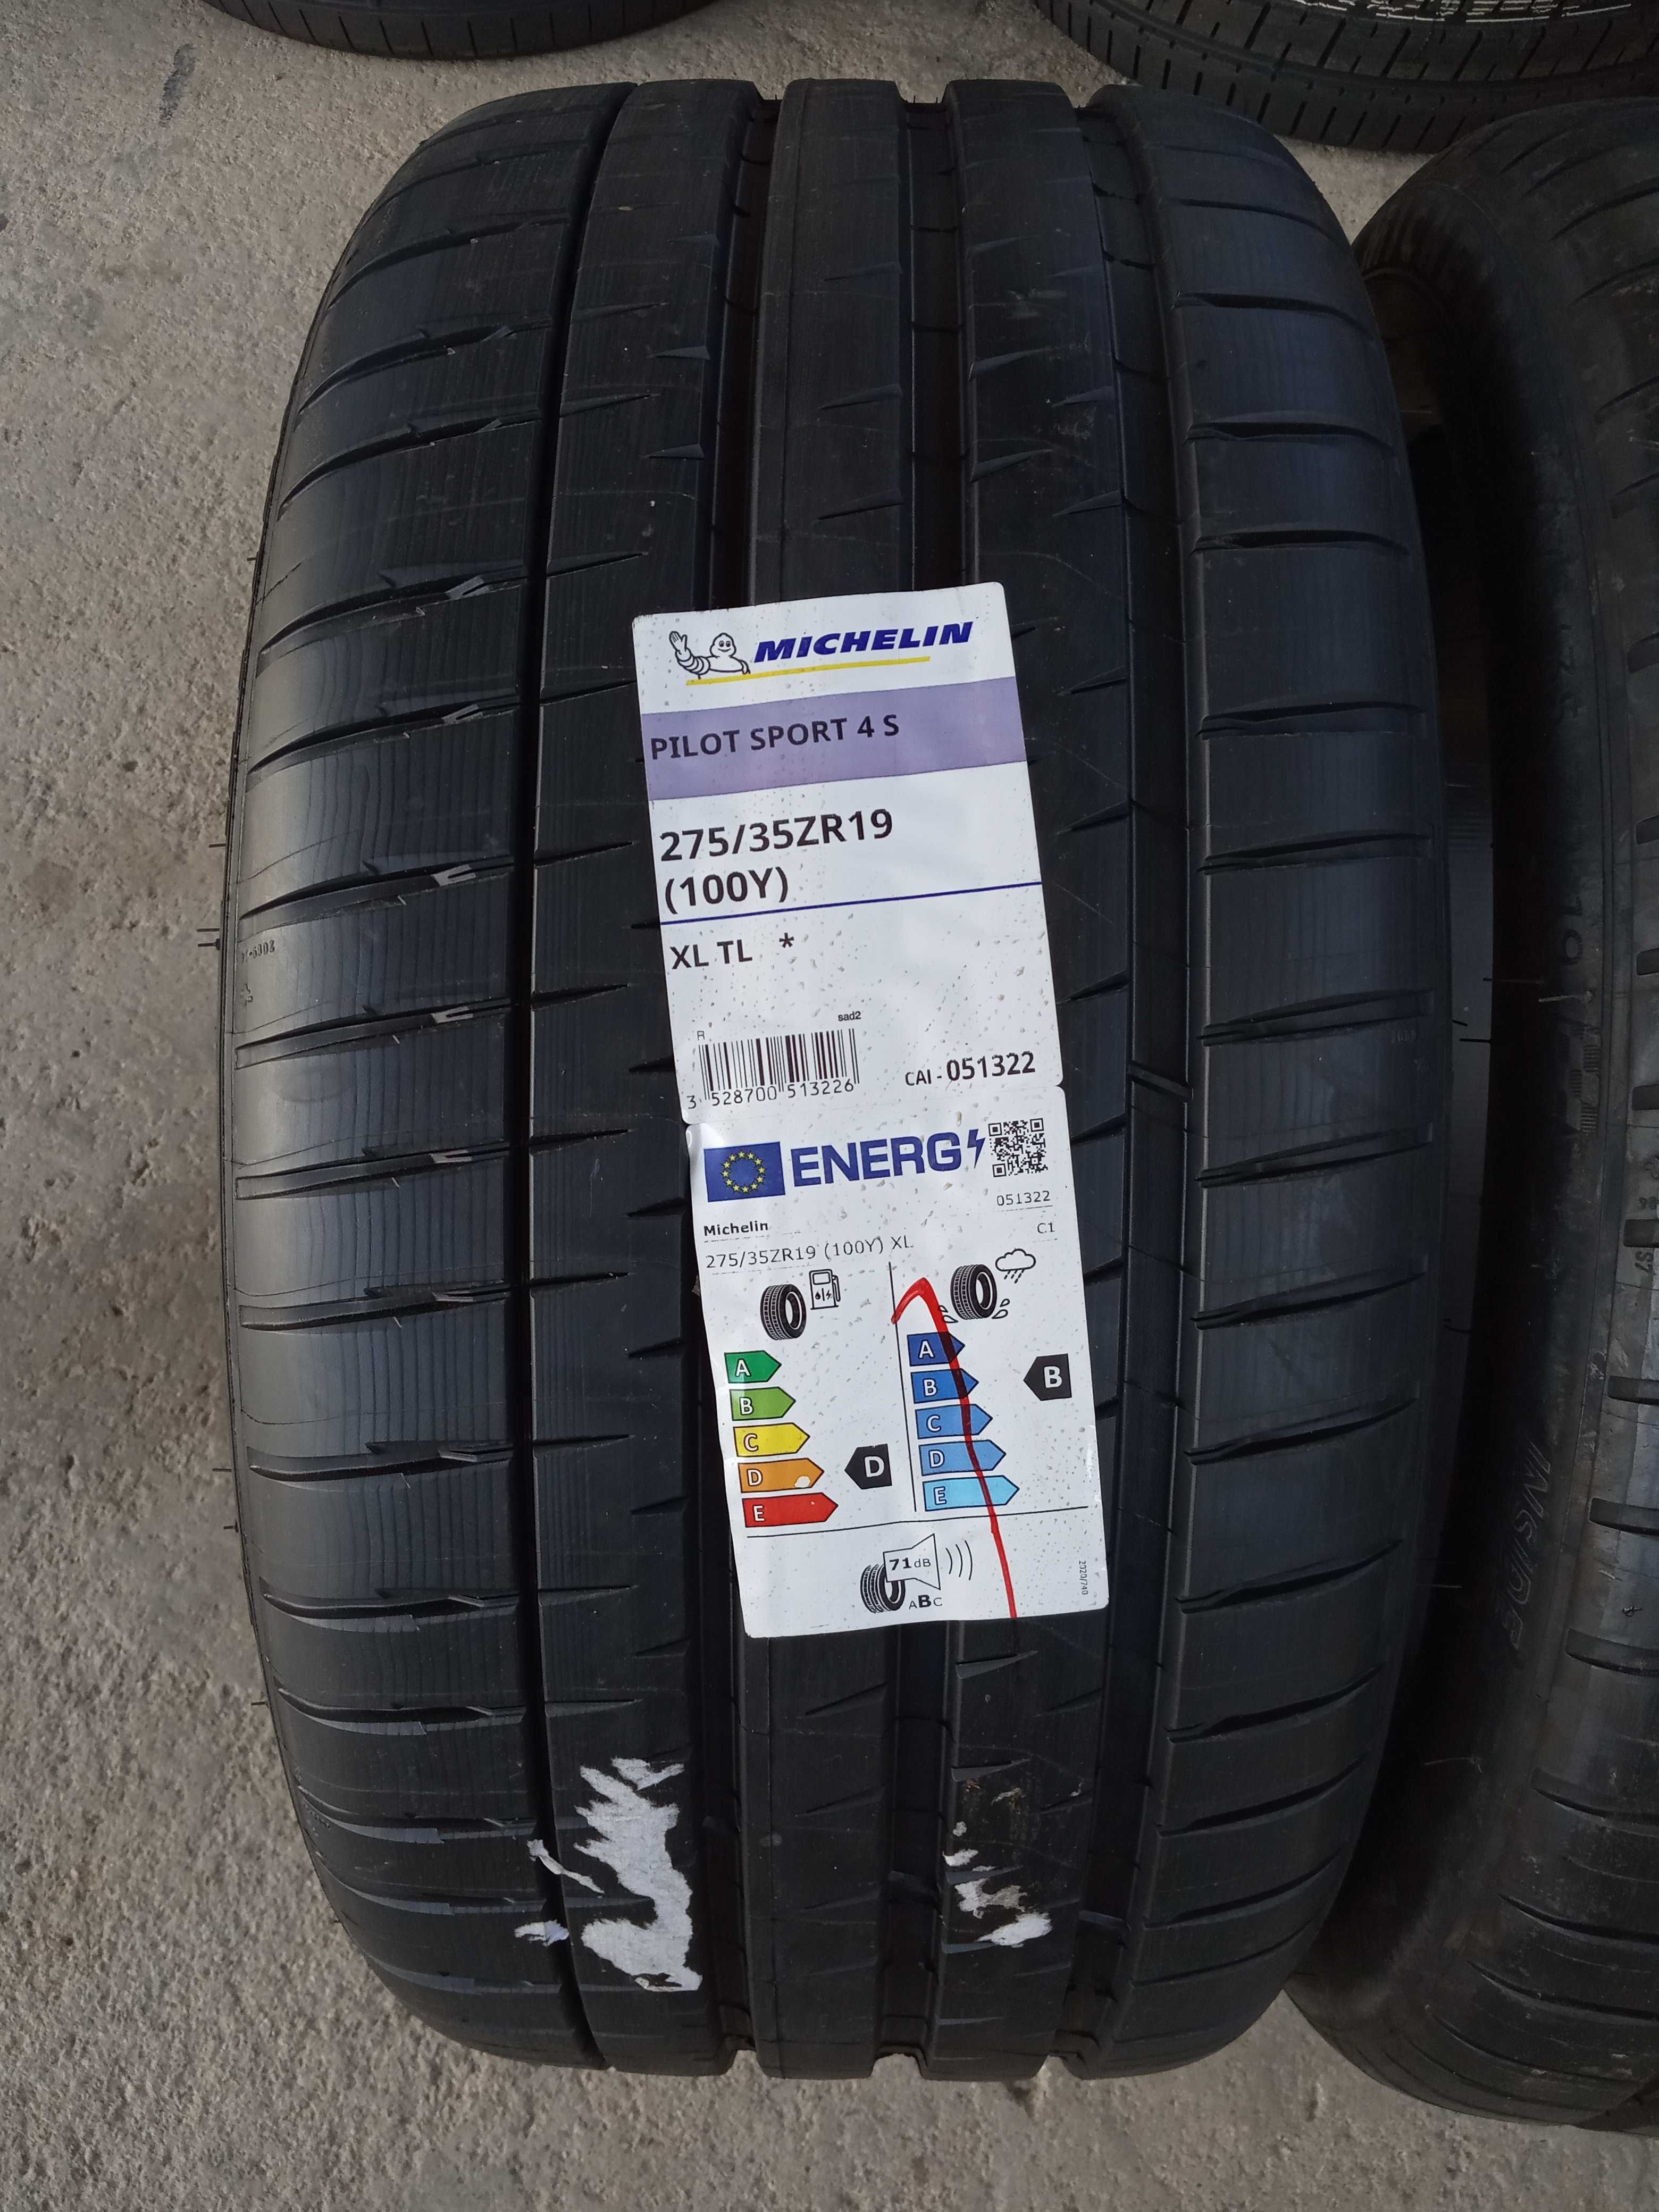 MICHELIN
PILOT SPORT 4 S
275/35ZR19
(100Y)
XL TL *
sad2
R
3 528700 513226
CAI - 051322
ENERG
051322
Michelin
C1
275/35ZR19 (100Y) XL
A
B
C
D
E
D
A
B
C
D
E
B
71 dB
ABC
2020/740
INSIDE